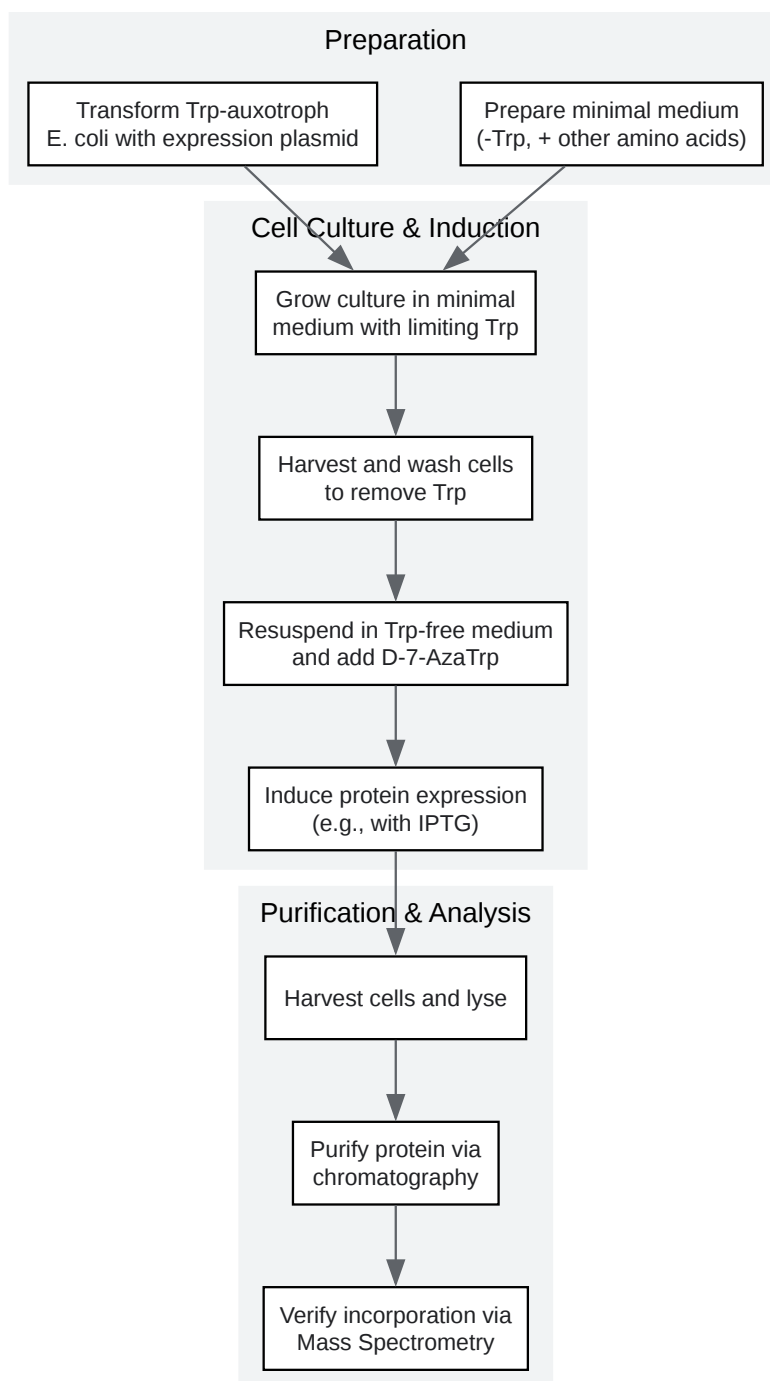 Preparation
Transform Trp-auxotroph
E. coli with expression plasmid
Prepare minimal medium
(-Trp, + other amino acids)
Cell Culture & Induction
Grow culture in minimal
medium with limiting Trp
Harvest and wash cells
to remove Trp
Resuspend in Trp-free medium
and add D-7-AzaTrp
Induce protein expression
(e.g., with IPTG)
Purification & Analysis
Harvest cells and lyse
Purify protein via
chromatography
Verify incorporation via
Mass Spectrometry